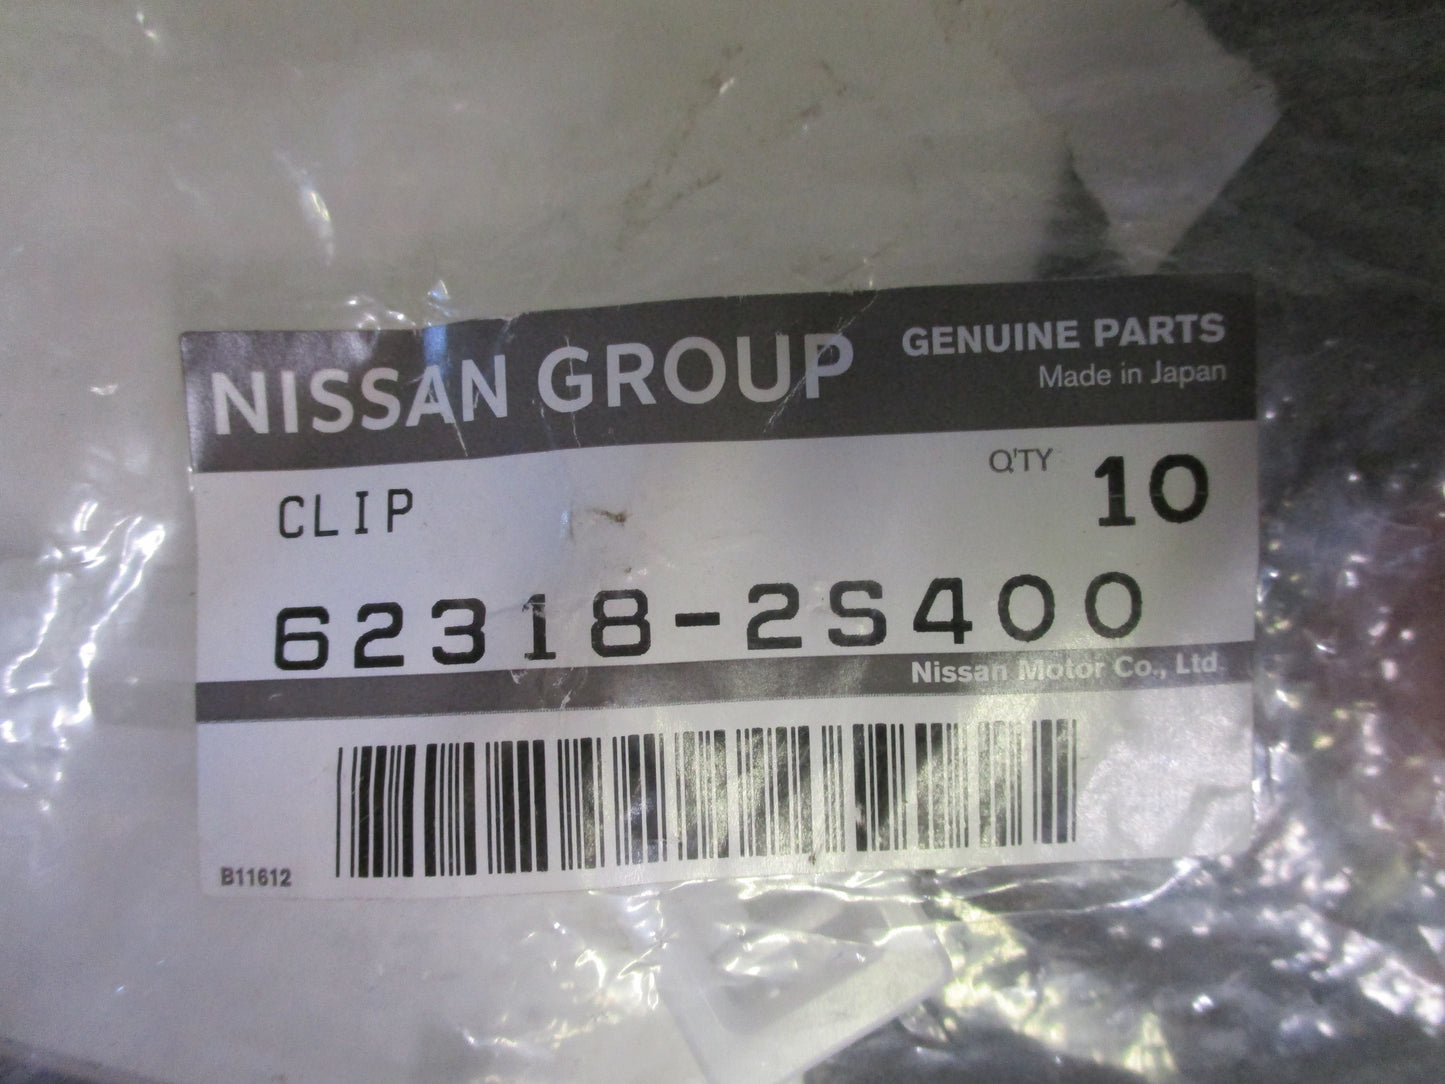 NISSAN GROUP
GENUINE PARTS
Made in Japan
Q'TY 10
CLIP
62318-2S400
Nissan Motor Co., Ltd.
B11612